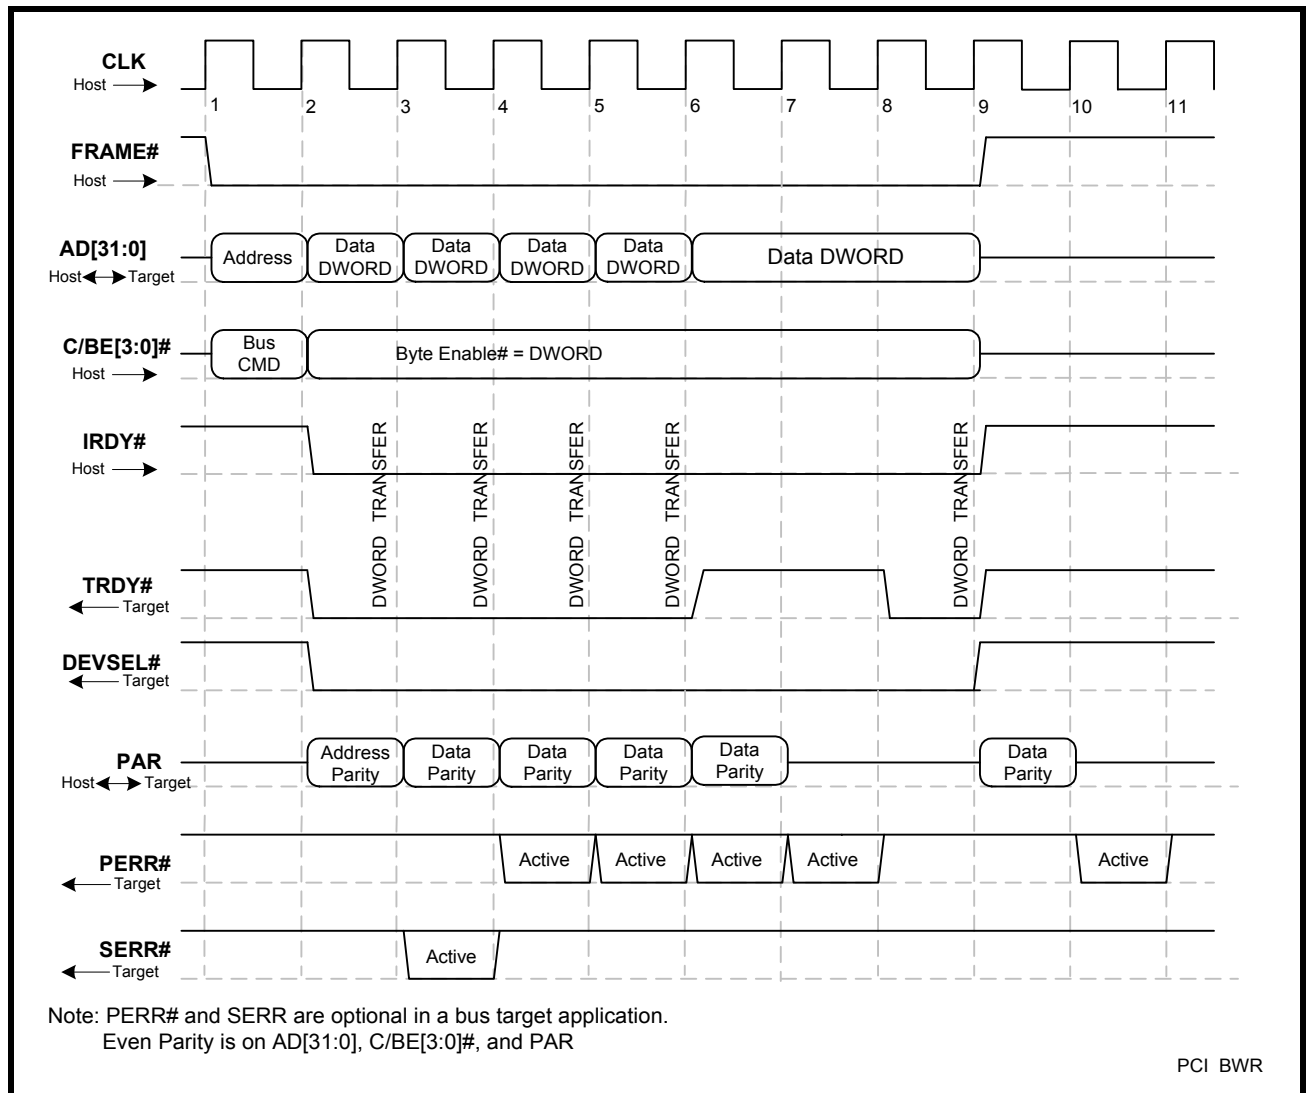 CLK
Host
1 2 3 4 5 6 7 8 9 10 11
FRAME#
Host
AD[31:0]
Host Target
Address
Data
DWORD
Data
DWORD
Data
DWORD
Data
DWORD
Data DWORD
C/BE[3:0]#
Host
Bus
CMD
Byte Enable# = DWORD
IRDY#
Host
DWORD TRANSFER
DWORD TRANSFER
DWORD TRANSFER
DWORD TRANSFER
DWORD TRANSFER
TRDY#
Target
DEVSEL#
Target
PAR
Host Target
Address
Parity
Data
Parity
Data
Parity
Data
Parity
Data
Parity
Data
Parity
PERR#
Target
Active
Active
Active
Active
Active
SERR#
Target
Active
Note: PERR# and SERR are optional in a bus target application.
Even Parity is on AD[31:0], C/BE[3:0]#, and PAR
PCI BWR